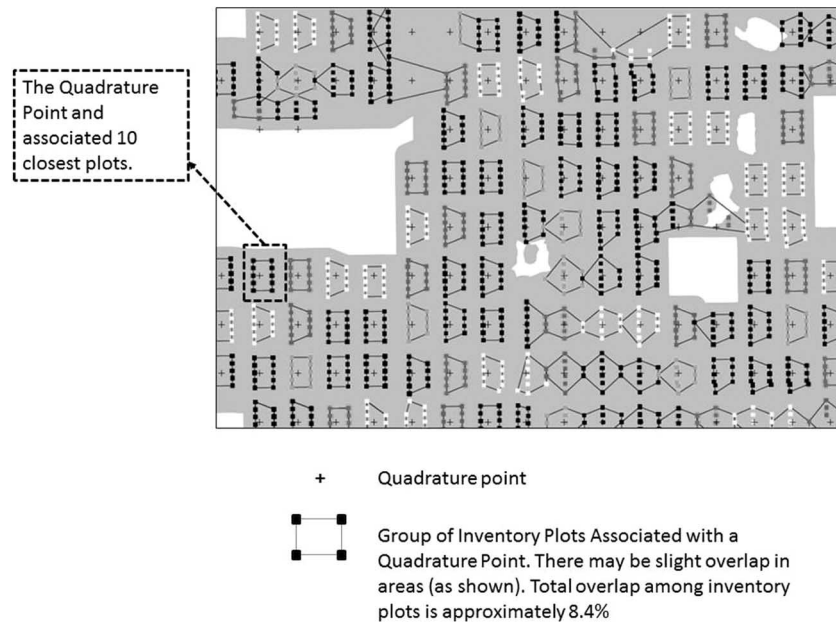 The Quadrature
Point and
associated 10
closest plots.
Quadrature point
Group of Inventory Plots Associated with a
Quadrature Point. There may be slight overlap in
areas (as shown). Total overlap among inventory
plots is approximately 8.4%